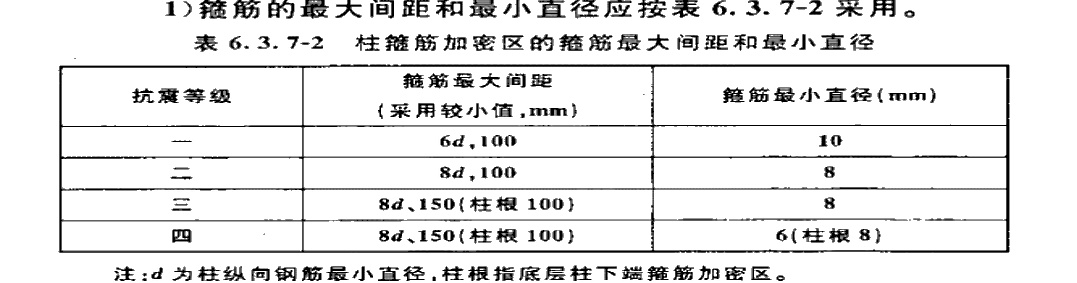 1)箍筋的最大间距和最小直径应按表 6.3.7-2 采用。
表 6.3.7-2 柱箍筋加密区的箍筋最大间距和最小直径
抗震等级 箍筋最大间距 (采用较小值,mm) 箍筋最小直径(mm)
一 6d,100 10
二 8d,100 8
三 8d、150(柱根 100) 8
四 8d、150(柱根 100) 6(柱根 8)
注:d 为柱纵向钢筋最小直径,柱根指底层柱下端箍筋加密区。